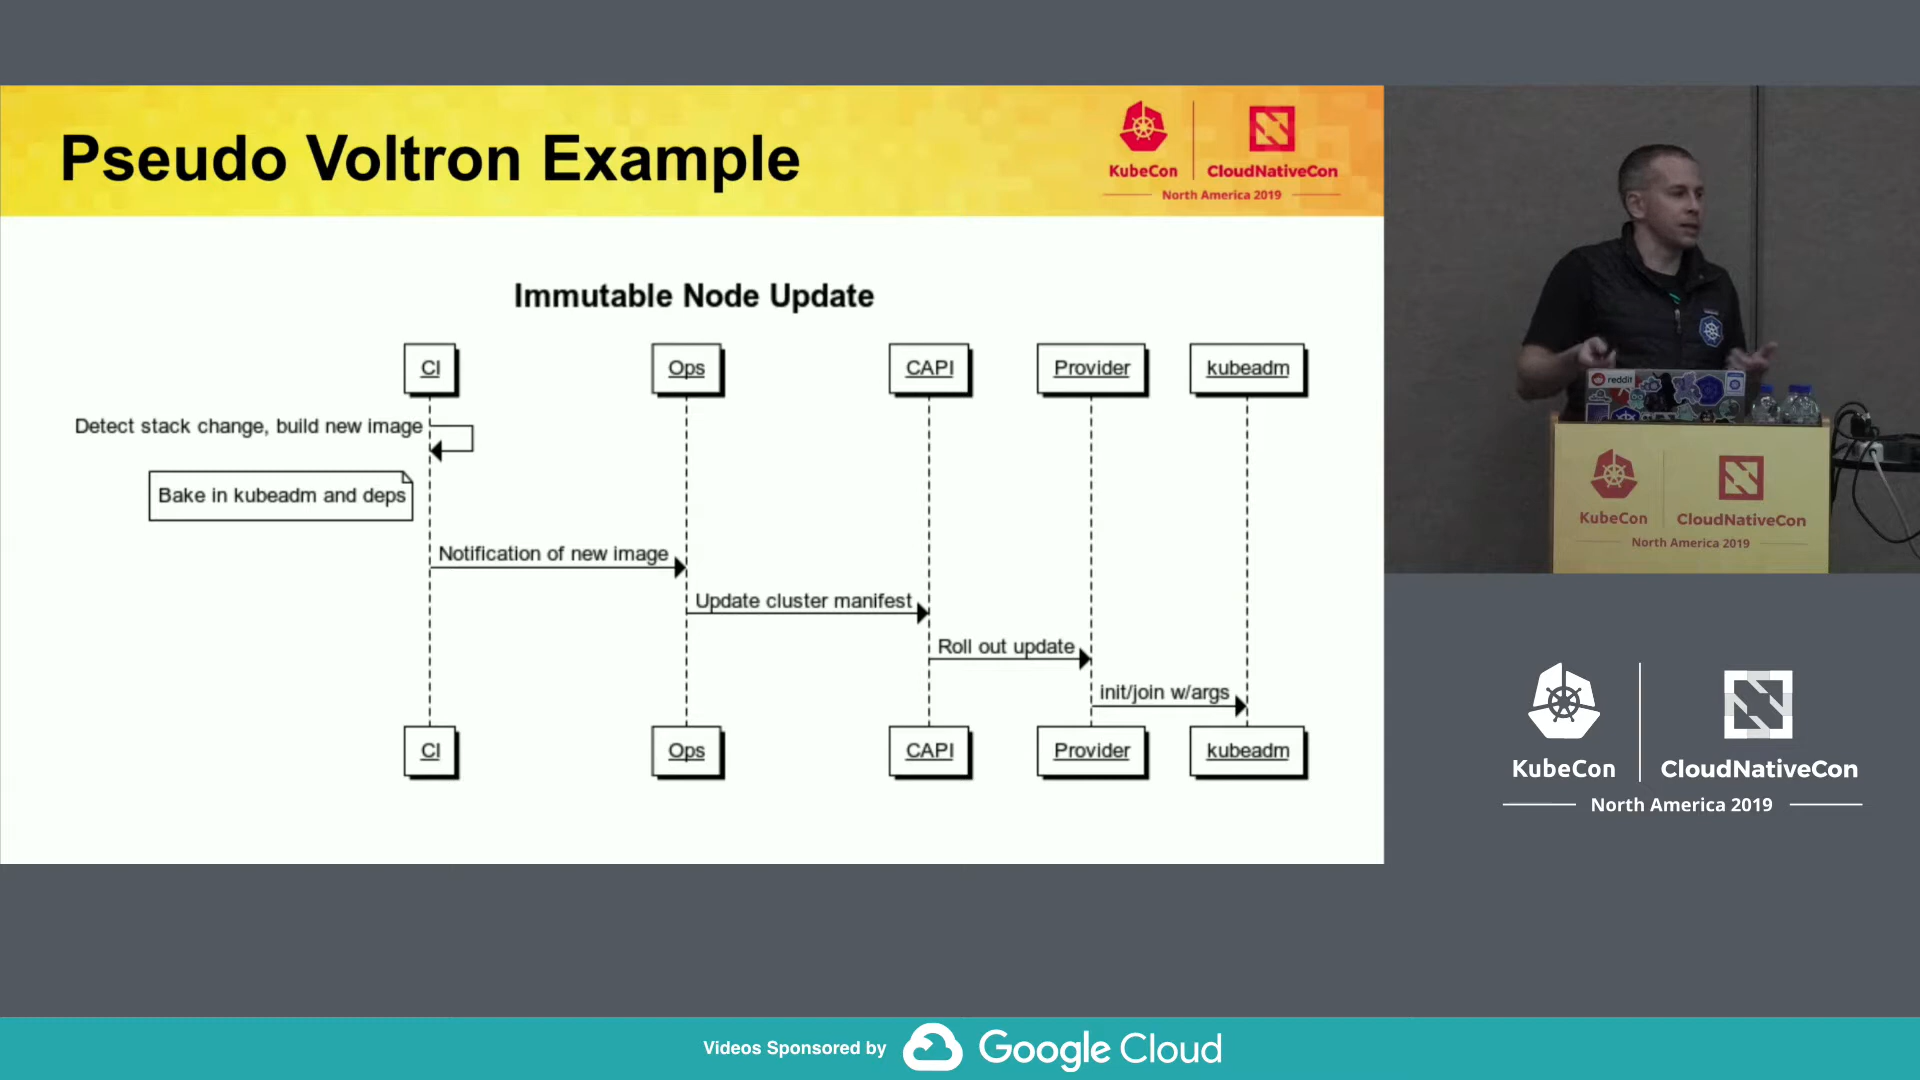 Pseudo Voltron Example
KubeCon
CloudNativeCon
North America 2019
Immutable Node Update
CI
Ops
CAPI
Provider
kubeadm
Detect stack change, build new image
Bake in kubeadm and deps
Notification of new image
Update cluster manifest
Roll out update
init/join w/args
CI
Ops
CAPI
Provider
kubeadm
reddit
KubeCon
CloudNativeCon
North America 2019
KubeCon
CloudNativeCon
North America 2019
Videos Sponsored by
Google Cloud